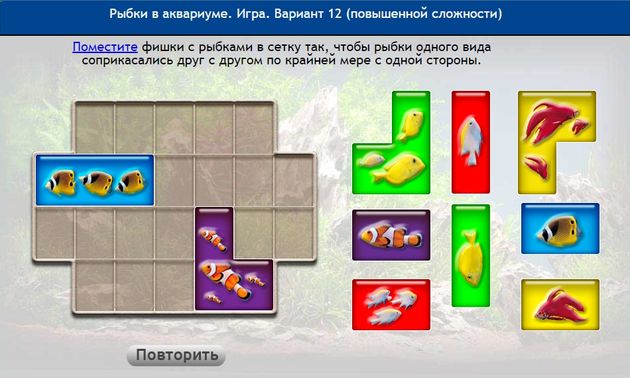 Рыбки в аквариуме. Игра. Вариант 12 (повышенной сложности)
Поместите фишки с рыбками в сетку так, чтобы рыбки одного вида
соприкасались друг с другом по крайней мере с одной стороны.
Повторить